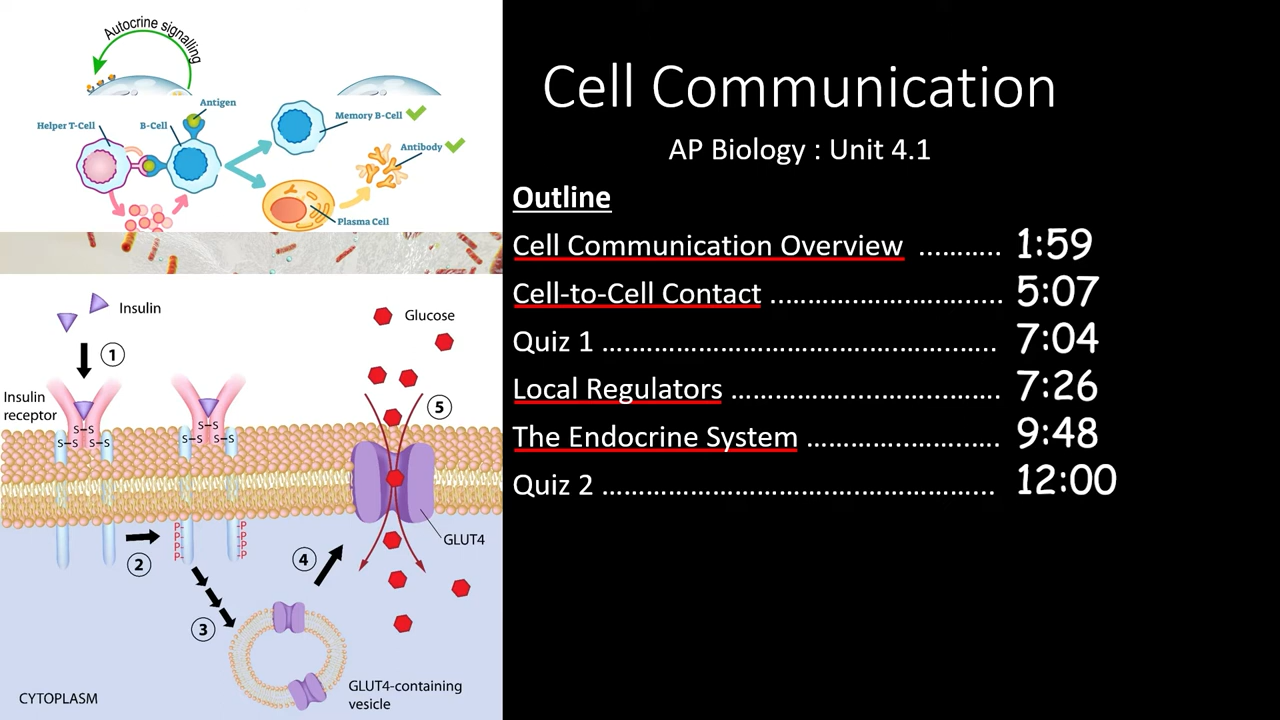 Autocrine signalling
Antigen
Helper T-Cell
B-Cell
Memory B-Cell
Antibody
Plasma Cell
Insulin
Glucose
1
Insulin
receptor
5
S-S
S-S S-S
S-S
S-S S-S
GLUT4
P-
P-
P-
P-
-P
-P
-P
-P
2
4
3
GLUT4-containing
vesicle
CYTOPLASM
Cell Communication
AP Biology : Unit 4.1
Outline
Cell Communication Overview ........... 1:59
Cell-to-Cell Contact ................................ 5:07
Quiz 1 ........................................................ 7:04
Local Regulators ..................................... 7:26
The Endocrine System ........................... 9:48
Quiz 2 ........................................................ 12:00